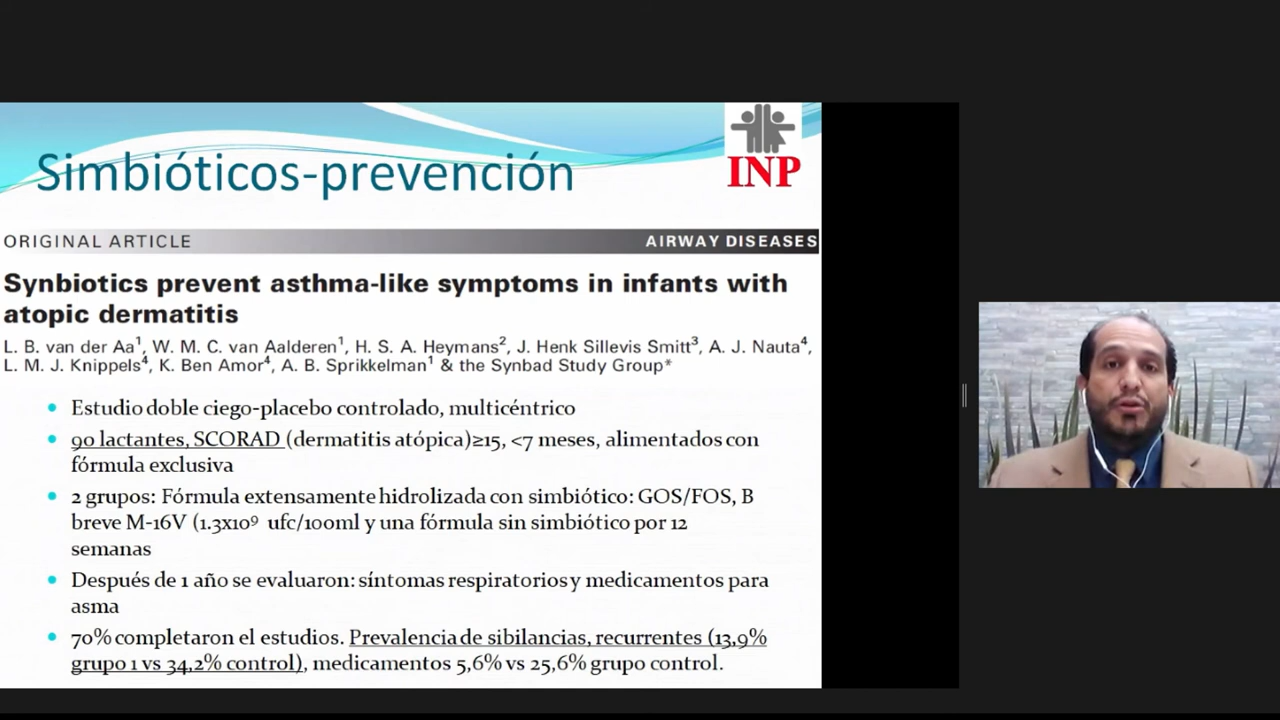 Simbióticos-prevención
INP
ORIGINAL ARTICLE
AIRWAY DISEASES
Synbiotics prevent asthma-like symptoms in infants with
atopic dermatitis
L. B. van der Aa¹, W. M. C. van Aalderen¹, H. S. A. Heymans², J. Henk Sillevis Smitt³, A. J. Nauta⁴,
L. M. J. Knippels⁴, K. Ben Amor⁴, A. B. Sprikkelman¹ & the Synbad Study Group*
• Estudio doble ciego-placebo controlado, multicéntrico
• 90 lactantes, SCORAD (dermatitis atópica)≥15, <7 meses, alimentados con
fórmula exclusiva
• 2 grupos: Fórmula extensamente hidrolizada con simbiótico: GOS/FOS, B
breve M-16V (1.3x10⁹ ufc/100ml y una fórmula sin simbiótico por 12
semanas
• Después de 1 año se evaluaron: síntomas respiratorios y medicamentos para
asma
• 70% completaron el estudios. Prevalencia de sibilancias, recurrentes (13,9%
grupo 1 vs 34,2% control), medicamentos 5,6% vs 25,6% grupo control.